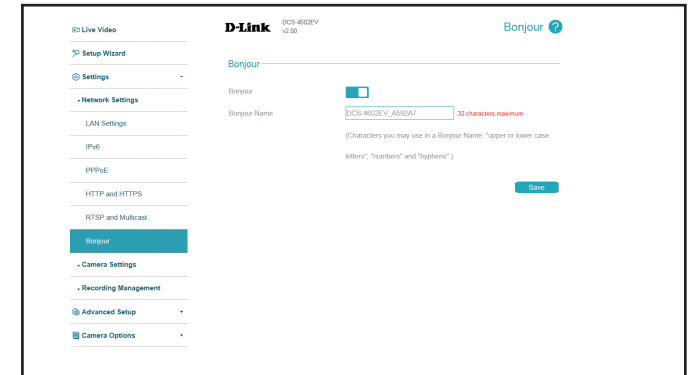 Live Video
Setup Wizard
Settings -
Network Settings
LAN Settings
IPv6
PPPoE
HTTP and HTTPS
RTSP and Multicast
Bonjour
Camera Settings
Recording Management
Advanced Setup +
Camera Options +
D-Link DCS-4602EV
v2.00
Bonjour ?
Bonjour
Bonjour
Bonjour Name DCS-4602EV_A592A7 32 characters maximum
(Characters you may use in a Bonjour Name: "upper or lower case
letters", "numbers" and "hyphens".)
Save